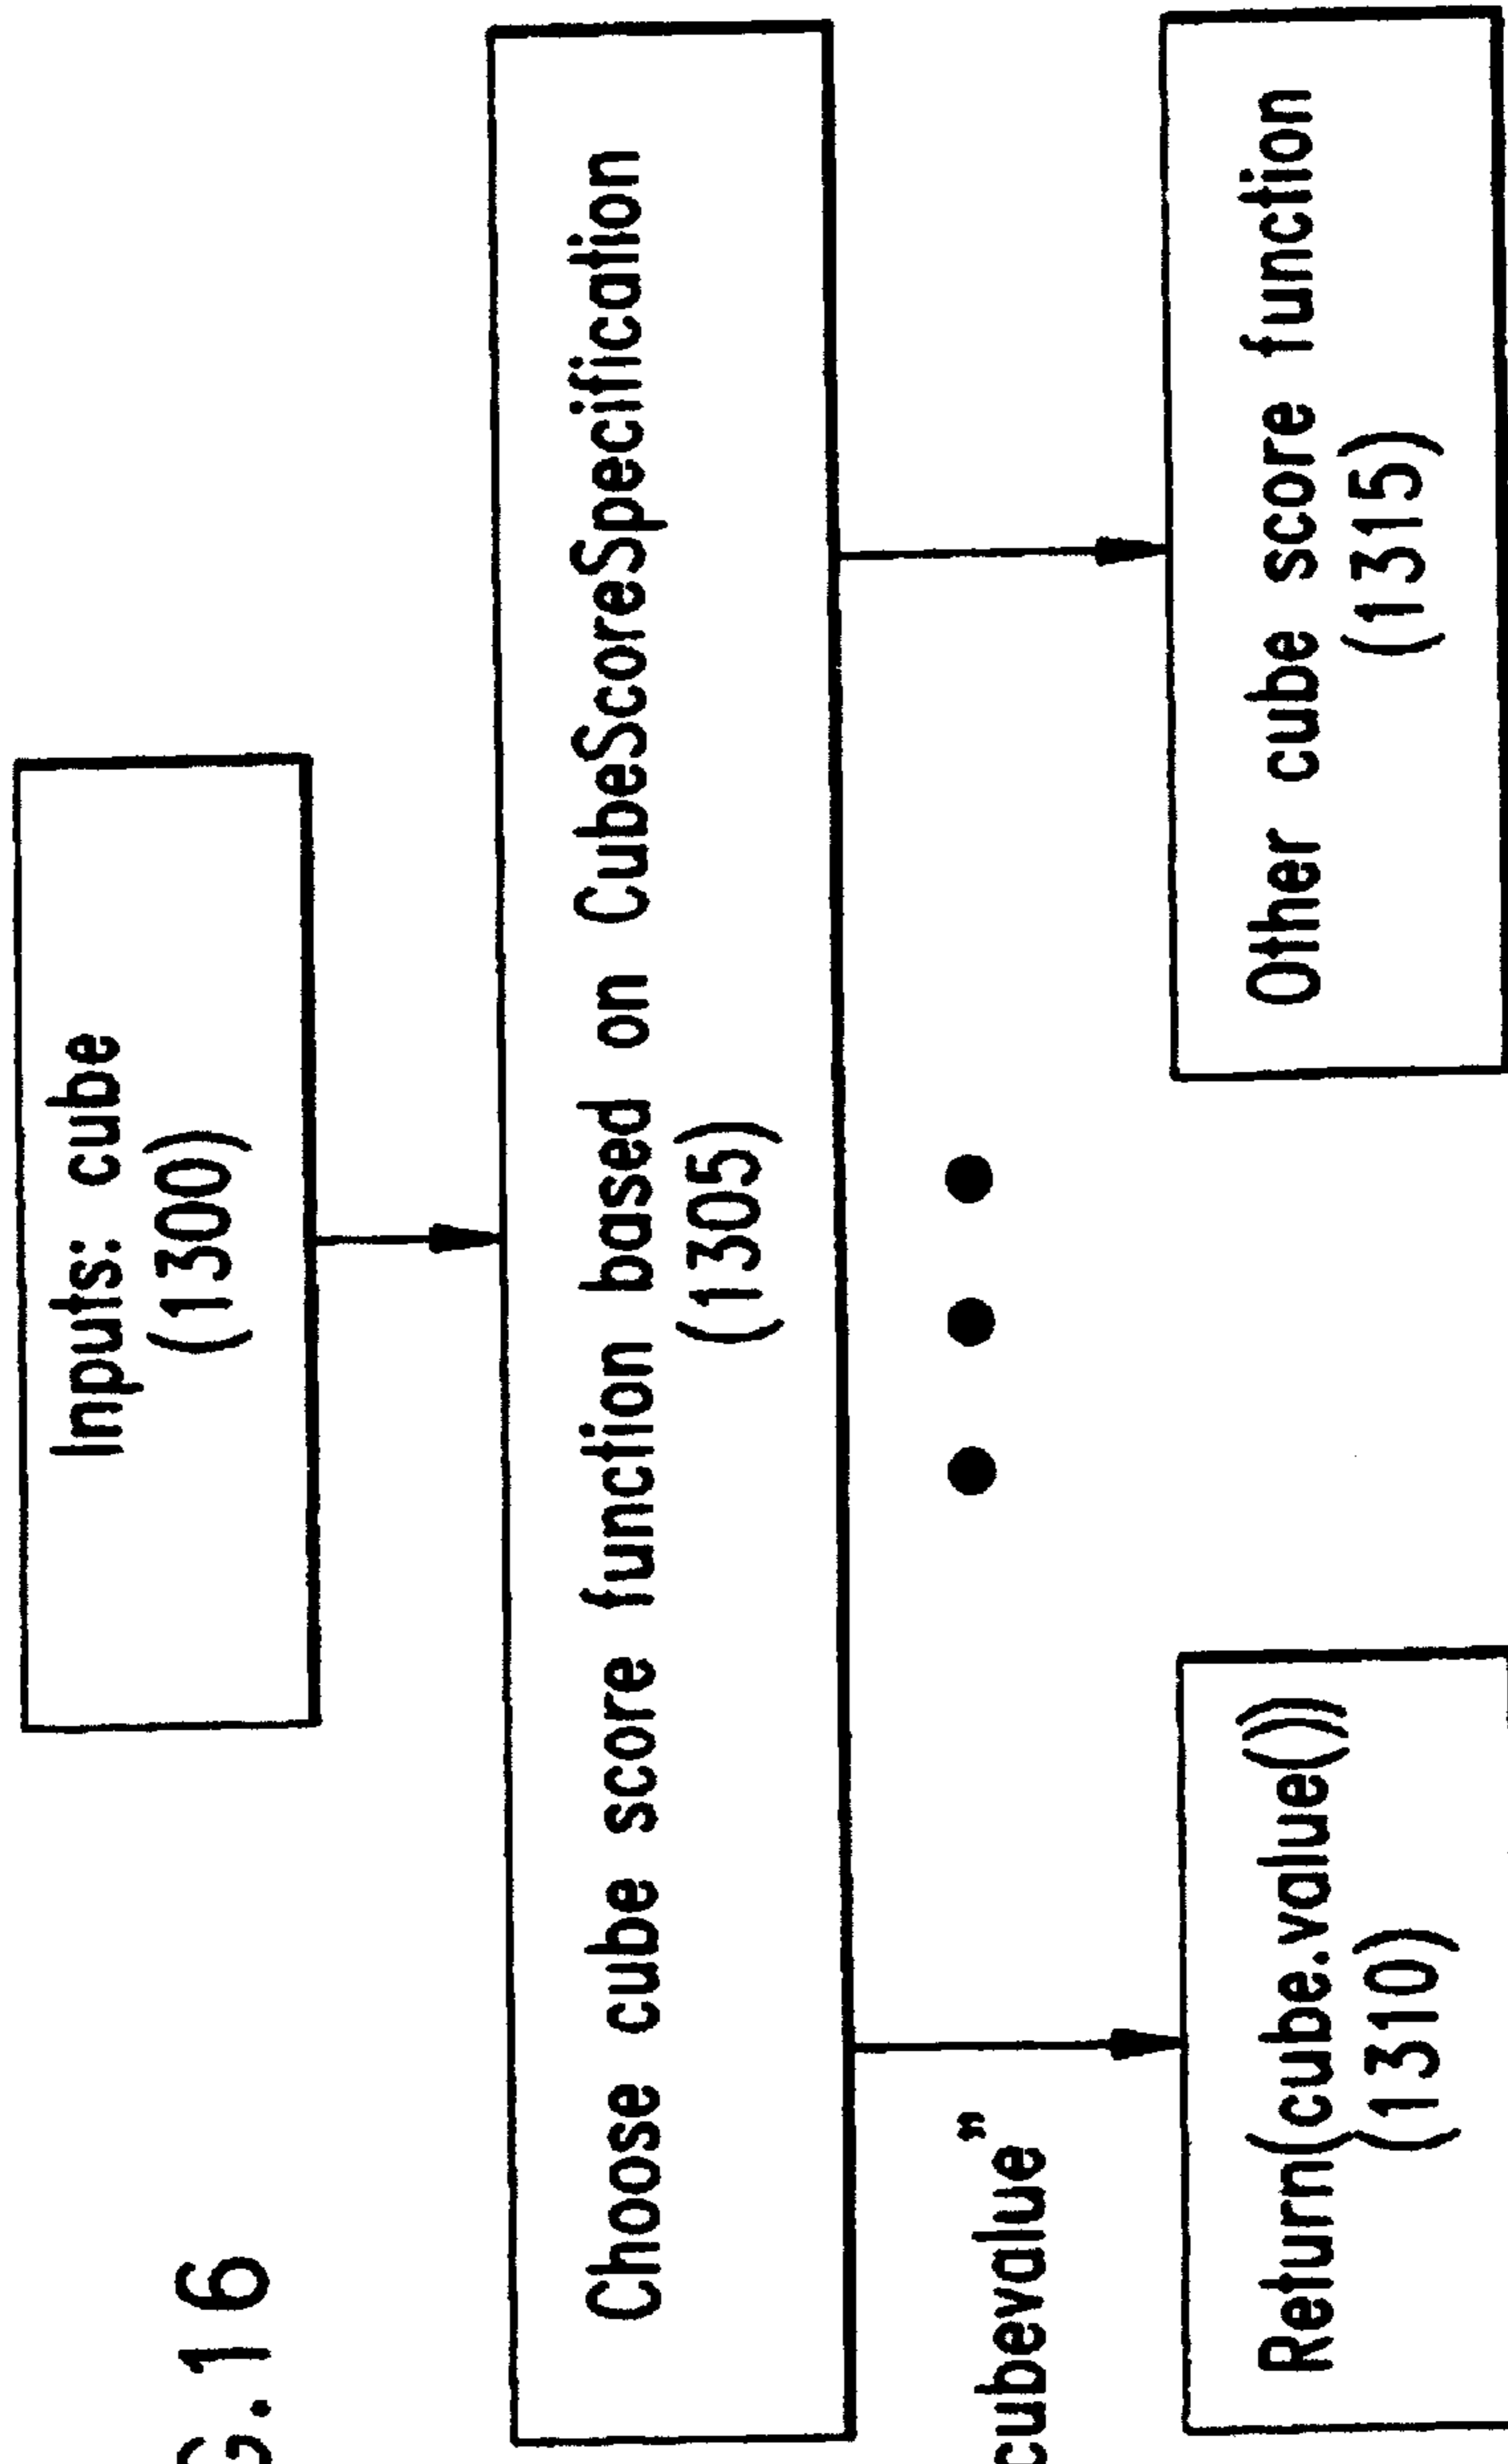 G.16
Inputs: cube
(1300)
Choose cube score function based on CubeScoreSpecification
(1305)
cubevalue”
Return(cube.value())
(1310)
Other cube score function
(1315)